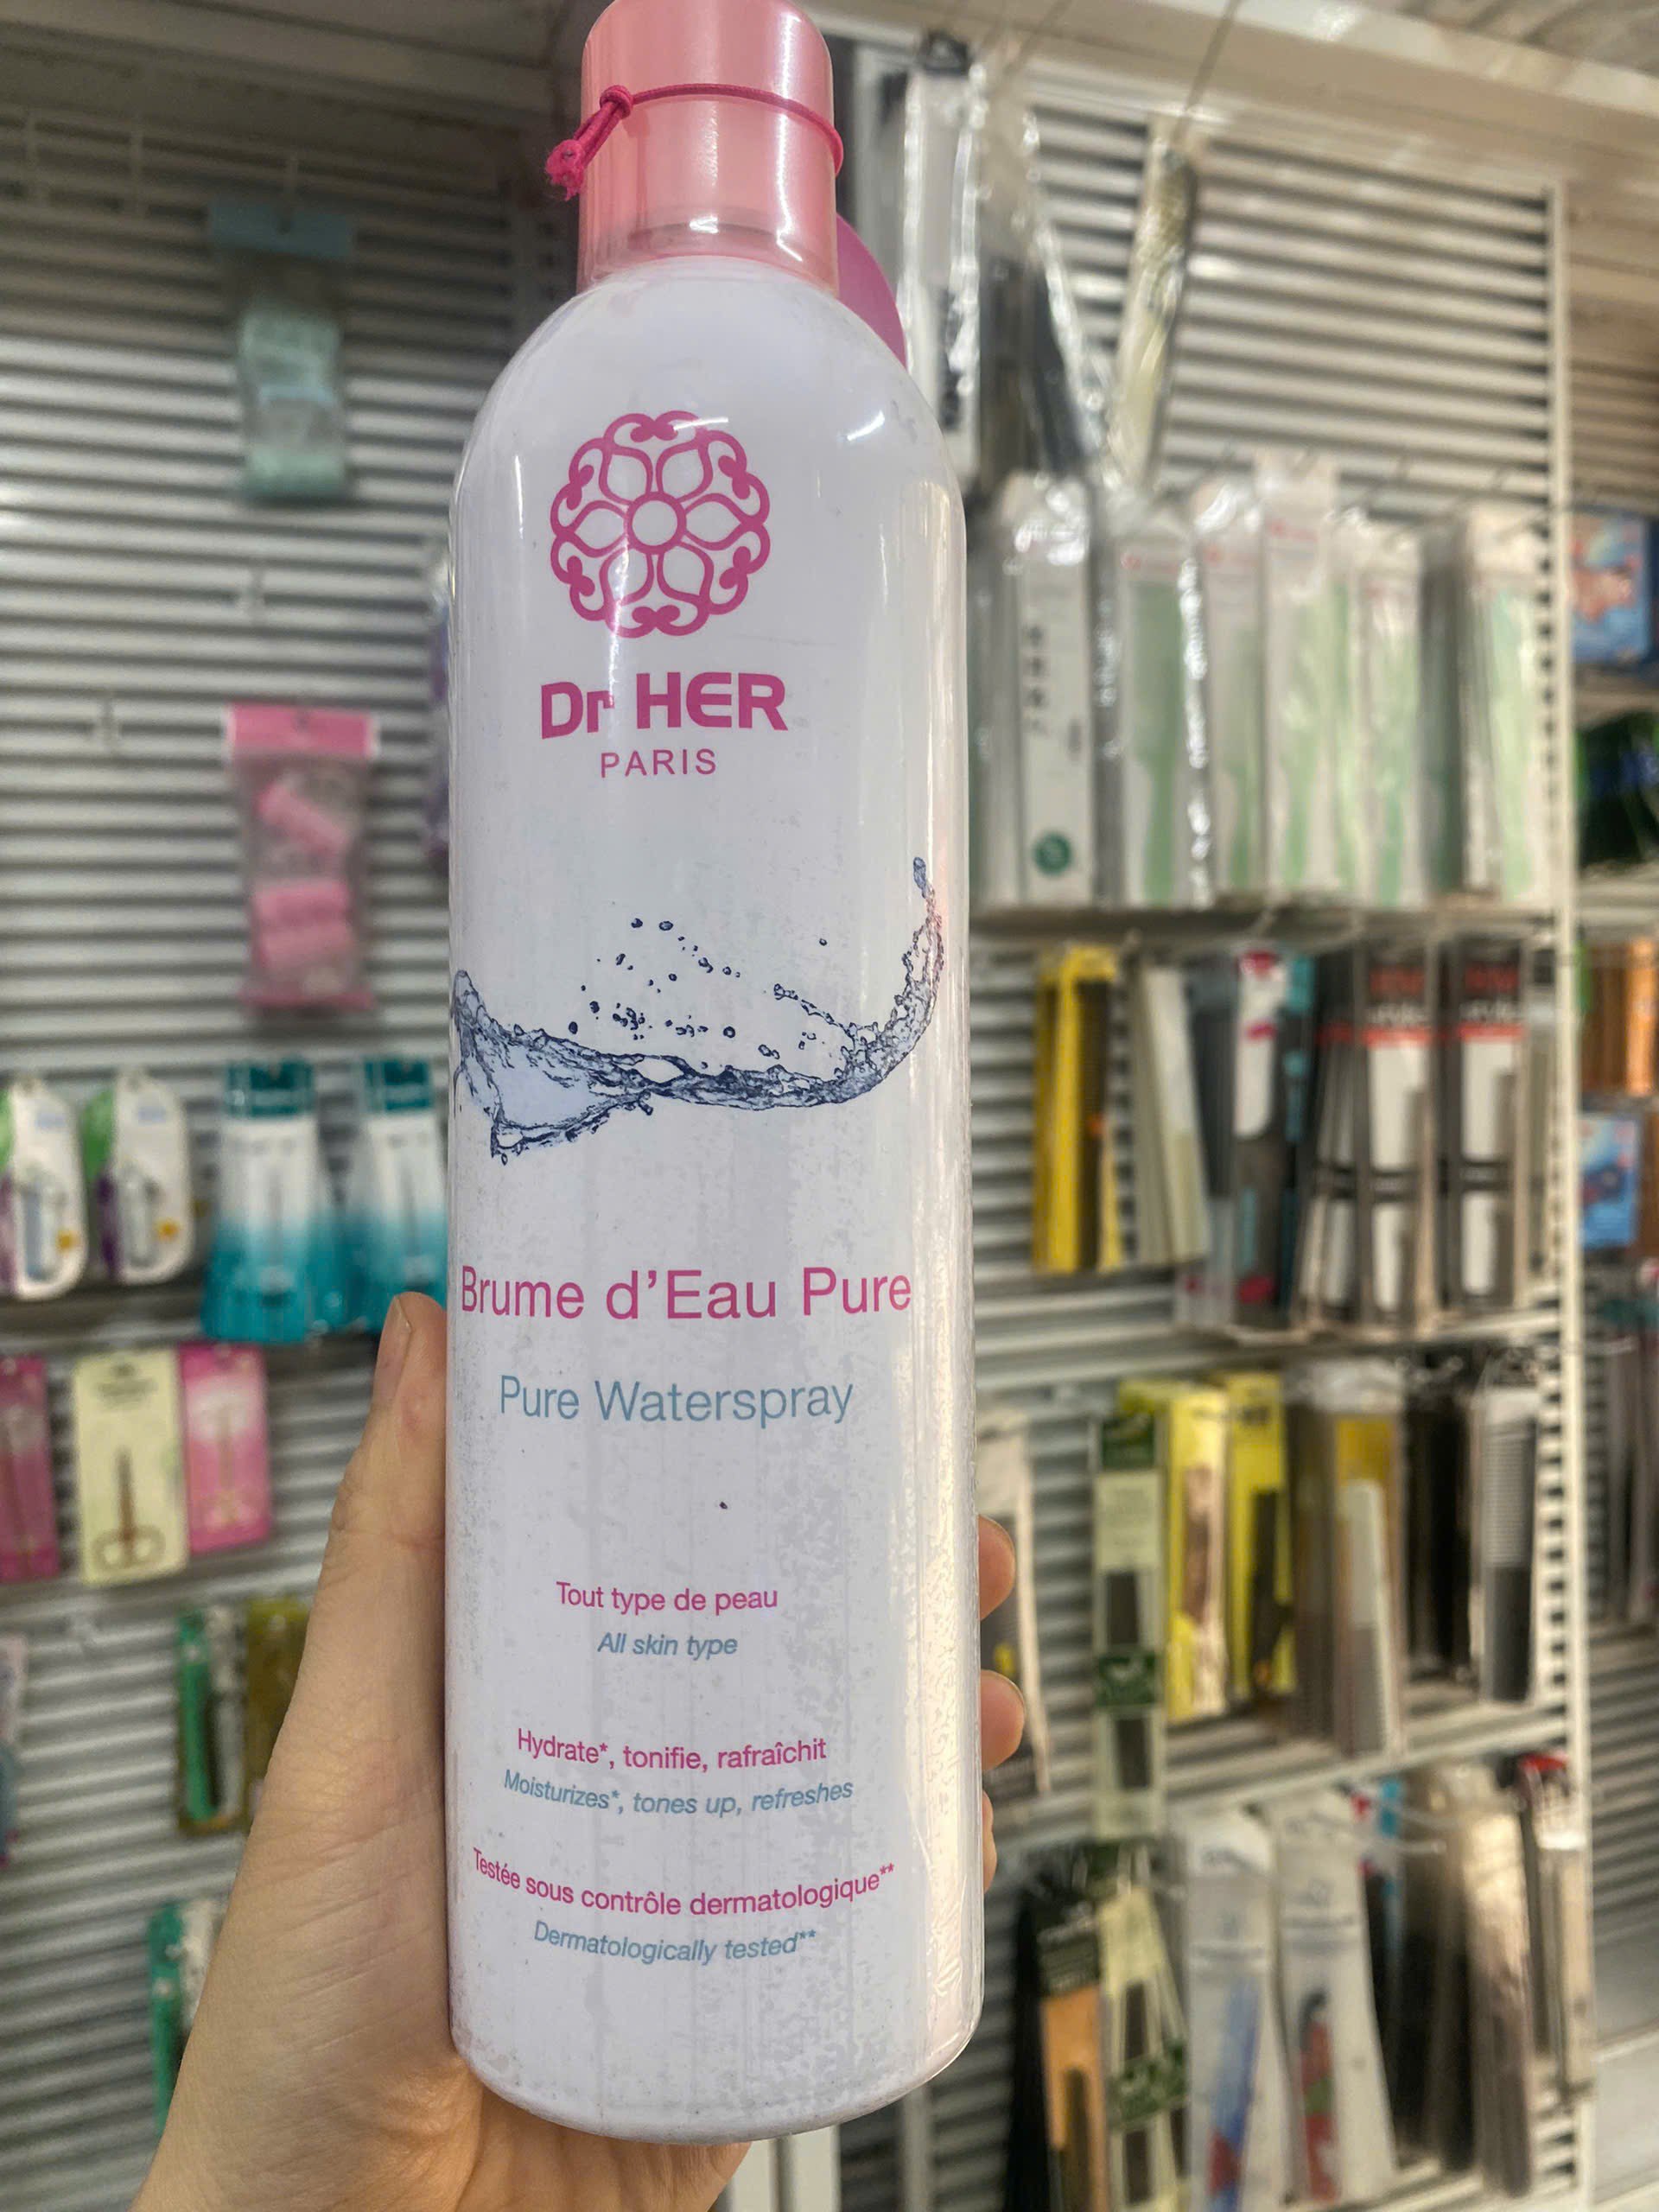 Dr HER
PARIS
Brume d'Eau Pure
Pure Waterspray
Tout type de peau
All skin type
Hydrate*, tonifie, rafraîchit
Moisturizes*, tones up, refreshes
Testée sous contrôle dermatologique**
Dermatologically tested**